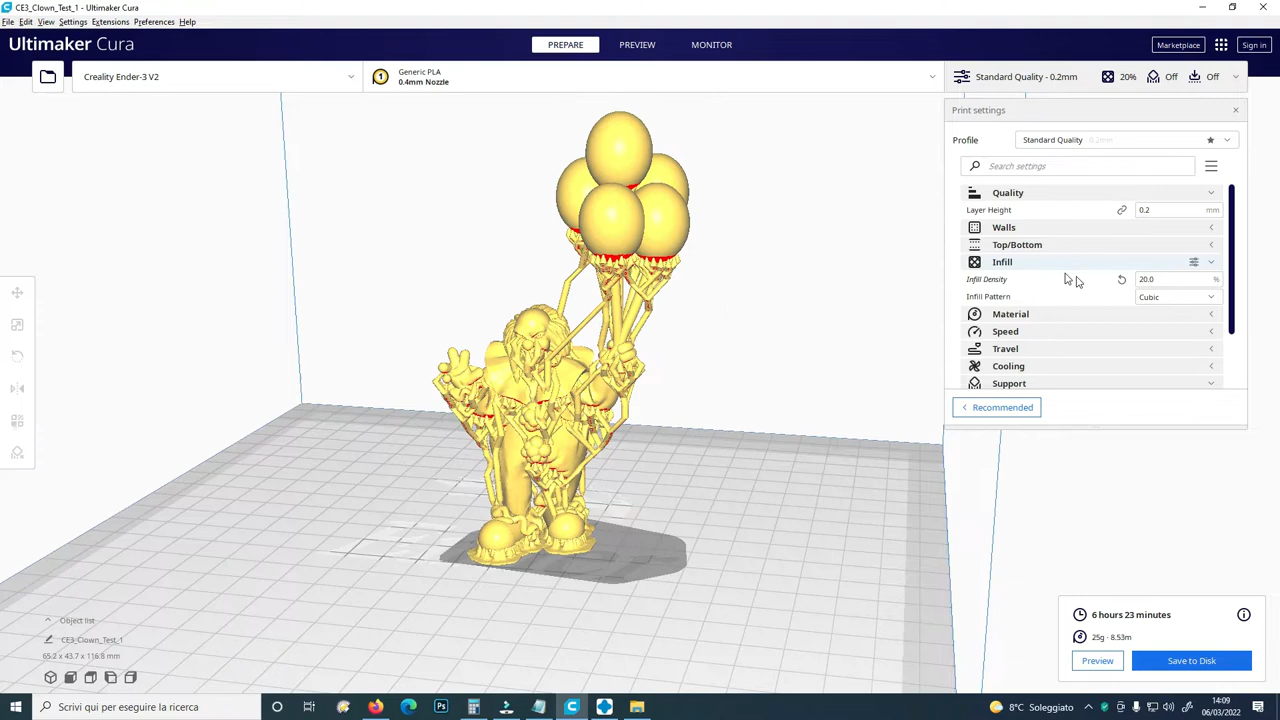 CE3_Clown_Test_1 - Ultimaker Cura
File Edit View Settings Extensions Preferences Help
Ultimaker Cura
PREPARE PREVIEW MONITOR
Marketplace
Sign in
Creality Ender-3 V2
1
Generic PLA
0.4mm Nozzle
Standard Quality - 0.2mm
20%
Off
Off
Print settings
Profile
Standard Quality - 0.2mm
Search settings
Quality
Layer Height 0.2 mm
Walls
Top/Bottom
Infill
Infill Density 20.0 %
Infill Pattern Cubic
Material
Speed
Travel
Cooling
Support
Recommended
Object list
CE3_Clown_Test_1
65.2 x 43.7 x 116.8 mm
6 hours 23 minutes
25g · 8.53m
Preview
Save to Disk
Scrivi qui per eseguire la ricerca
Ps
8°C Soleggiato
14:09
06/03/2022